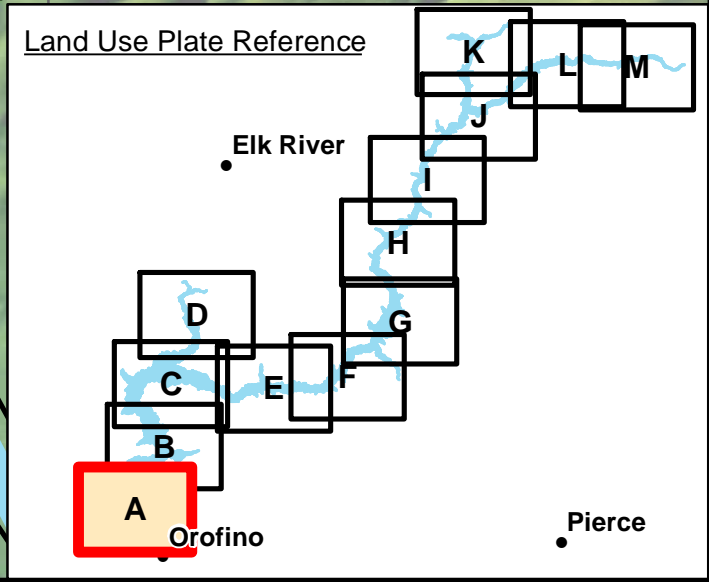 Land Use Plate Reference
K
L
M
J
Elk River
I
H
D
G
C
E
F
B
A
Orofino
Pierce